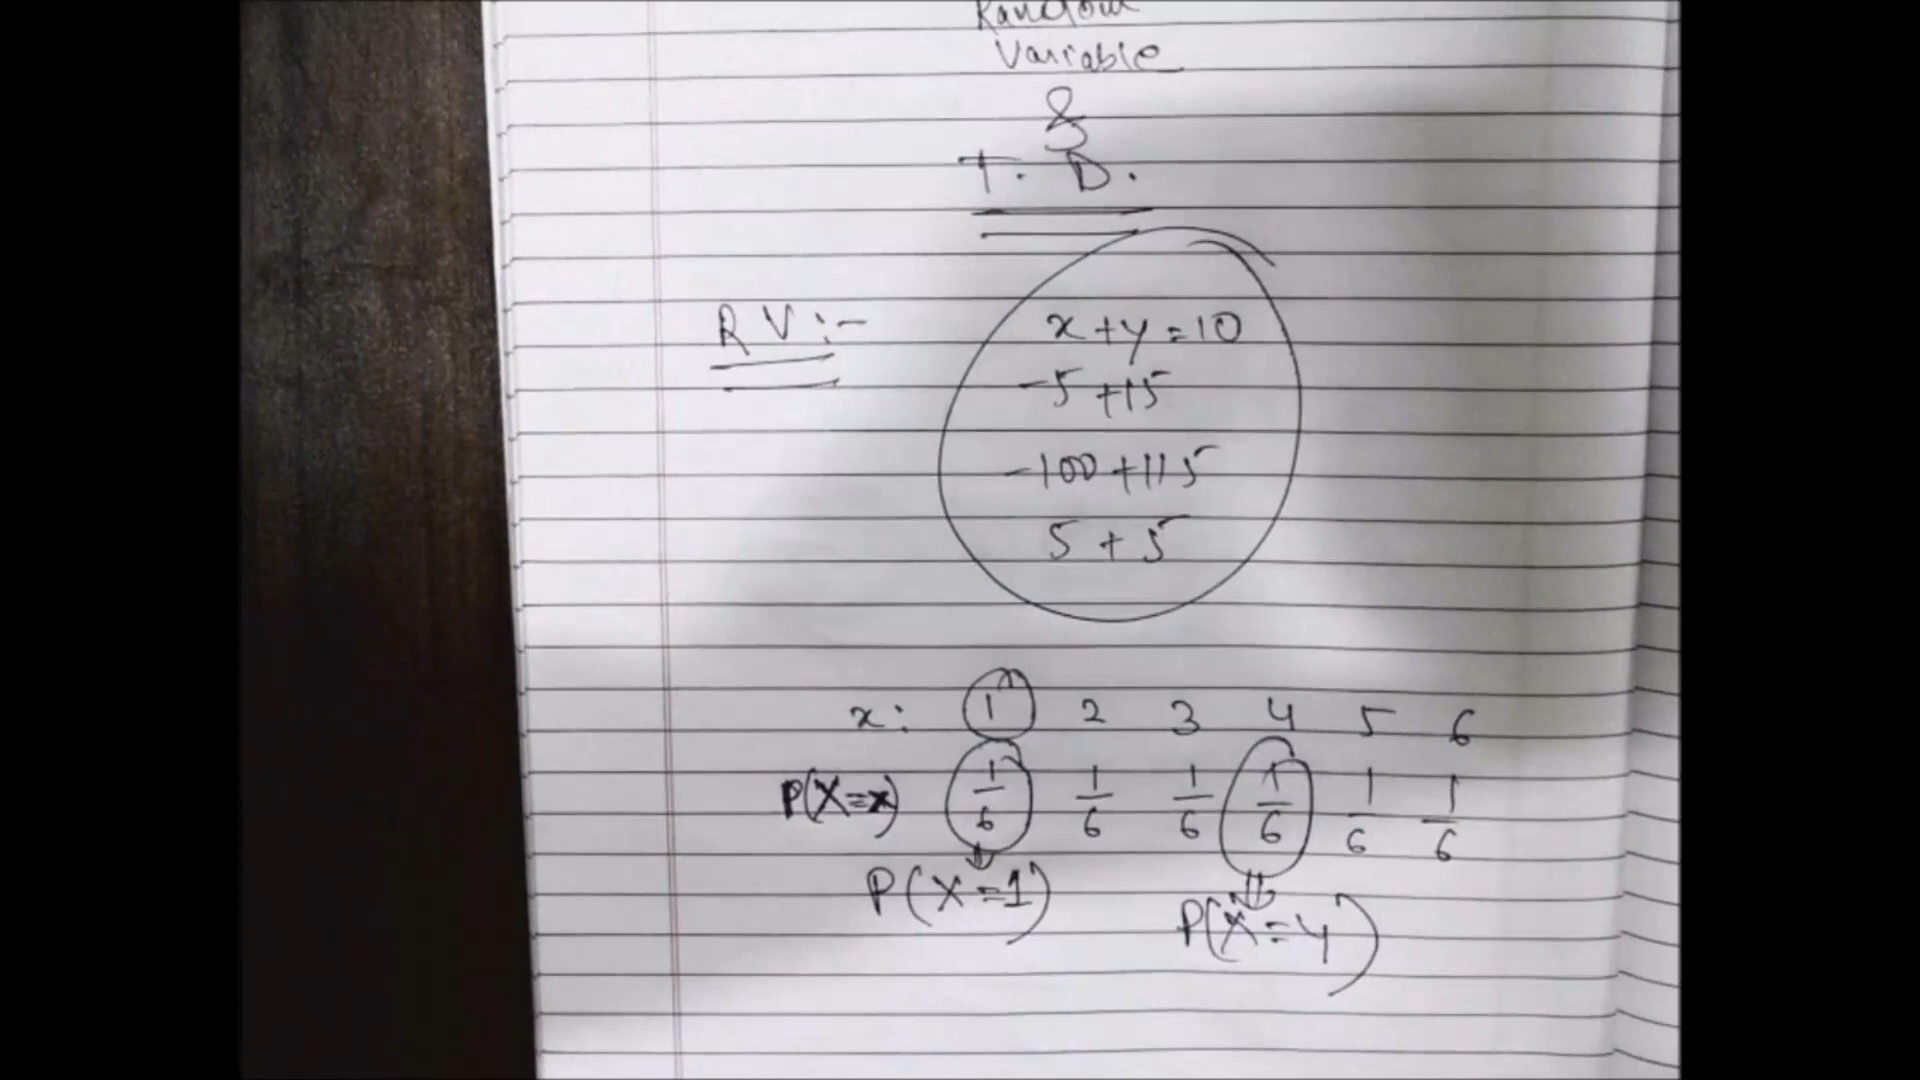 Random
Variable
&
T. D.
RV:-
x+y=10
-5+15
-100+115
5+5
x: 1 2 3 4 5 6
P(X=x) 1/6 1/6 1/6 1/6 1/6 1/6
P(X=1)
P(X=4)